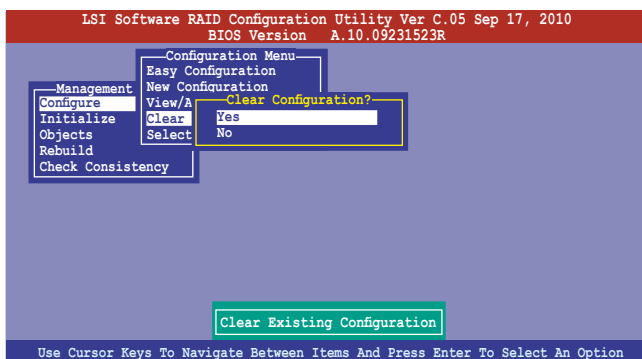 LSI Software RAID Configuration Utility Ver C.05 Sep 17, 2010
BIOS Version A.10.09231523R
Configuration Menu
Easy Configuration
New Configuration
View/A
Clear
Select
Management
Configure
Initialize
Objects
Rebuild
Check Consistency
Clear Configuration?
Yes
No
Clear Existing Configuration
Use Cursor Keys To Navigate Between Items And Press Enter To Select An Option